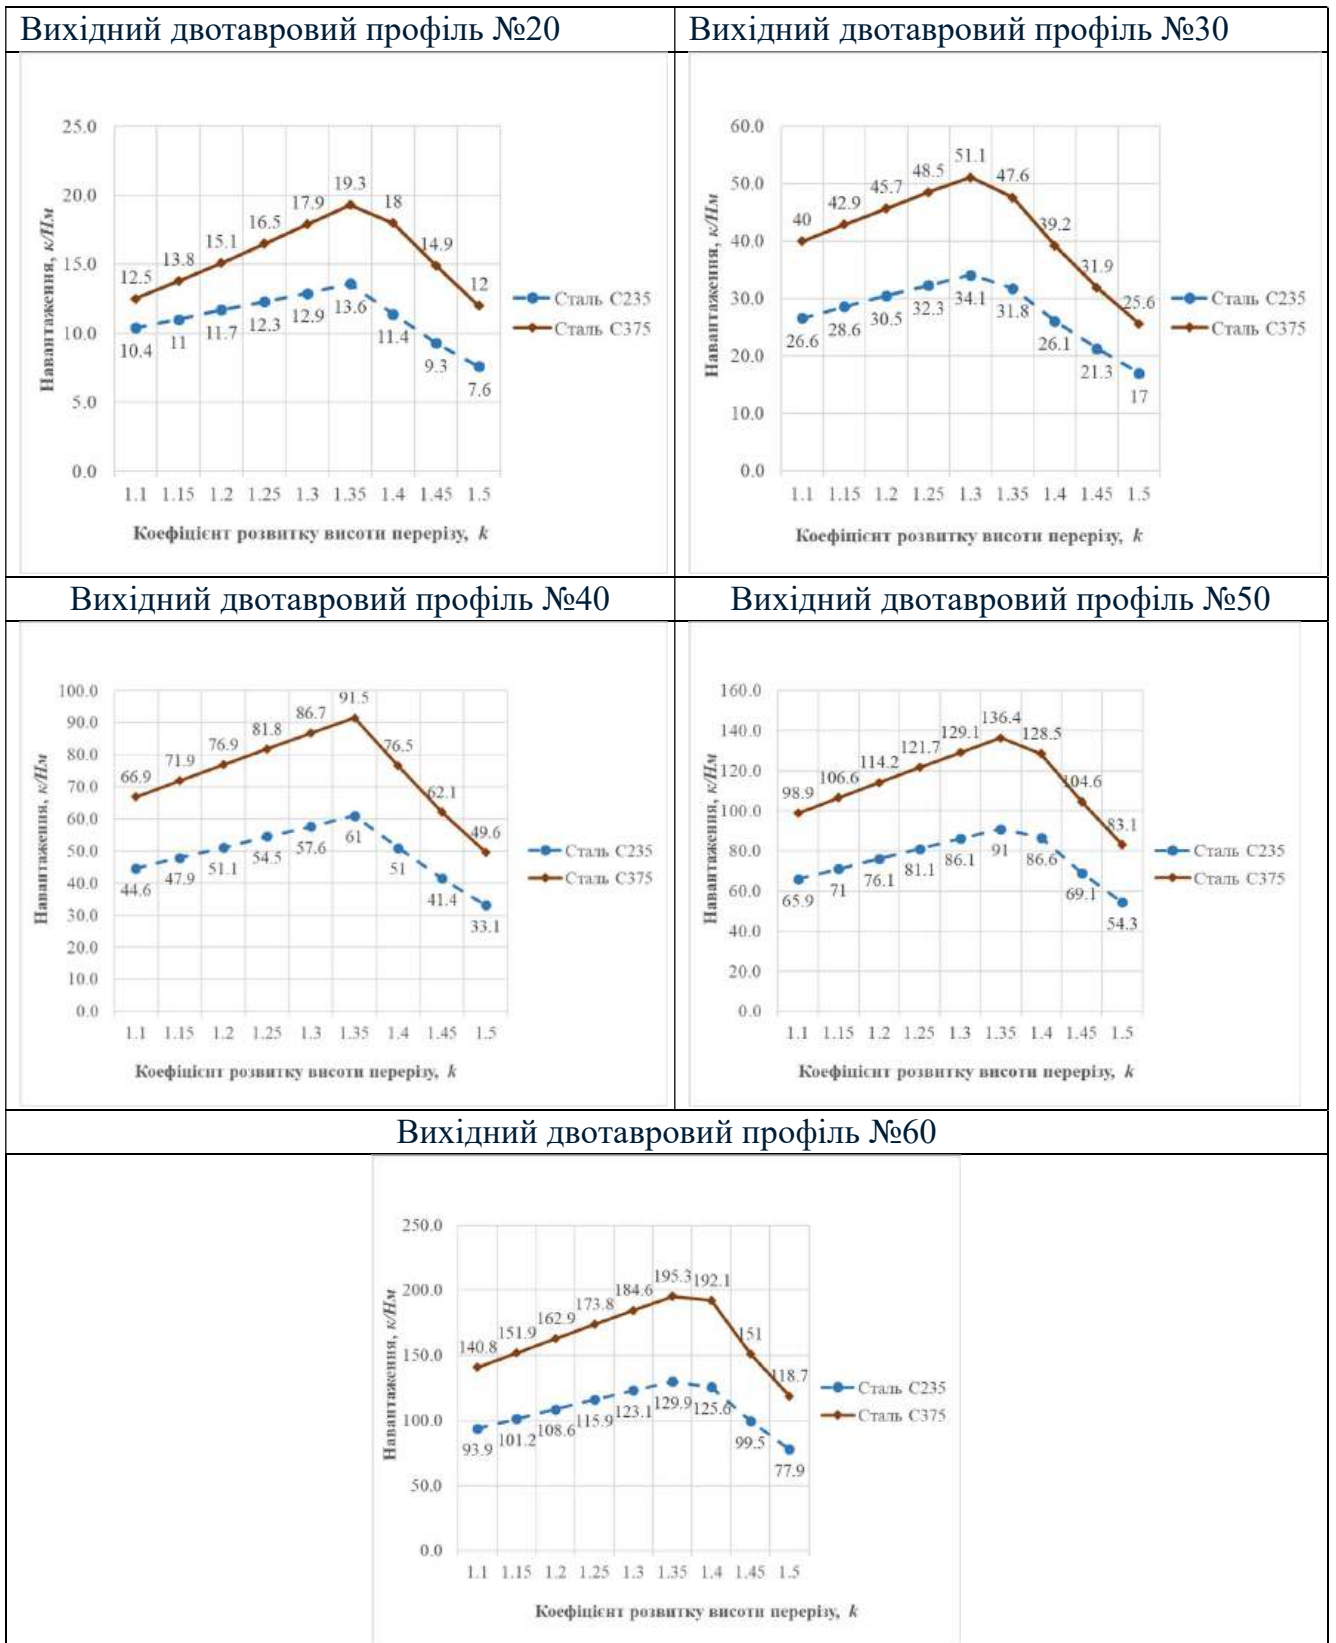 Вихідний двотавровий профіль №20
Вихідний двотавровий профіль №30
Навантаження, к/Нм
25.0
20.0
15.0
10.0
5.0
0.0
12.5 13.8 15.1 16.5 17.9 19.3 18 14.9 12
10.4 11 11.7 12.3 12.9 13.6 11.4 9.3 7.6
1.1 1.15 1.2 1.25 1.3 1.35 1.4 1.45 1.5
Коефіцієнт розвитку висоти перерізу, k
Сталь С235
Сталь С375
Навантаження, к/Нм
60.0
50.0
40.0
30.0
20.0
10.0
0.0
40 42.9 45.7 48.5 51.1 47.6 39.2 31.9 25.6
26.6 28.6 30.5 32.3 34.1 31.8 26.1 21.3 17
1.1 1.15 1.2 1.25 1.3 1.35 1.4 1.45 1.5
Коефіцієнт розвитку висоти перерізу, k
Сталь С235
Сталь С375
Вихідний двотавровий профіль №40
Вихідний двотавровий профіль №50
Навантаження, к/Нм
100.0
90.0
80.0
70.0
60.0
50.0
40.0
30.0
20.0
10.0
0.0
66.9 71.9 76.9 81.8 86.7 91.5 76.5 62.1 49.6
44.6 47.9 51.1 54.5 57.6 61 51 41.4 33.1
1.1 1.15 1.2 1.25 1.3 1.35 1.4 1.45 1.5
Коефіцієнт розвитку висоти перерізу, k
Сталь С235
Сталь С375
Навантаження, к/Нм
160.0
140.0
120.0
100.0
80.0
60.0
40.0
20.0
0.0
98.9 106.6 114.2 121.7 129.1 136.4 128.5 104.6 83.1
65.9 71 76.1 81.1 86.1 91 86.6 69.1 54.3
1.1 1.15 1.2 1.25 1.3 1.35 1.4 1.45 1.5
Коефіцієнт розвитку висоти перерізу, k
Сталь С235
Сталь С375
Вихідний двотавровий профіль №60
Навантаження, к/Нм
250.0
200.0
150.0
100.0
50.0
0.0
140.8 151.9 162.9 173.8 184.6 195.3 192.1 151 118.7
93.9 101.2 108.6 115.9 123.1 129.9 125.6 99.5 77.9
1.1 1.15 1.2 1.25 1.3 1.35 1.4 1.45 1.5
Коефіцієнт розвитку висоти перерізу, k
Сталь С235
Сталь С375